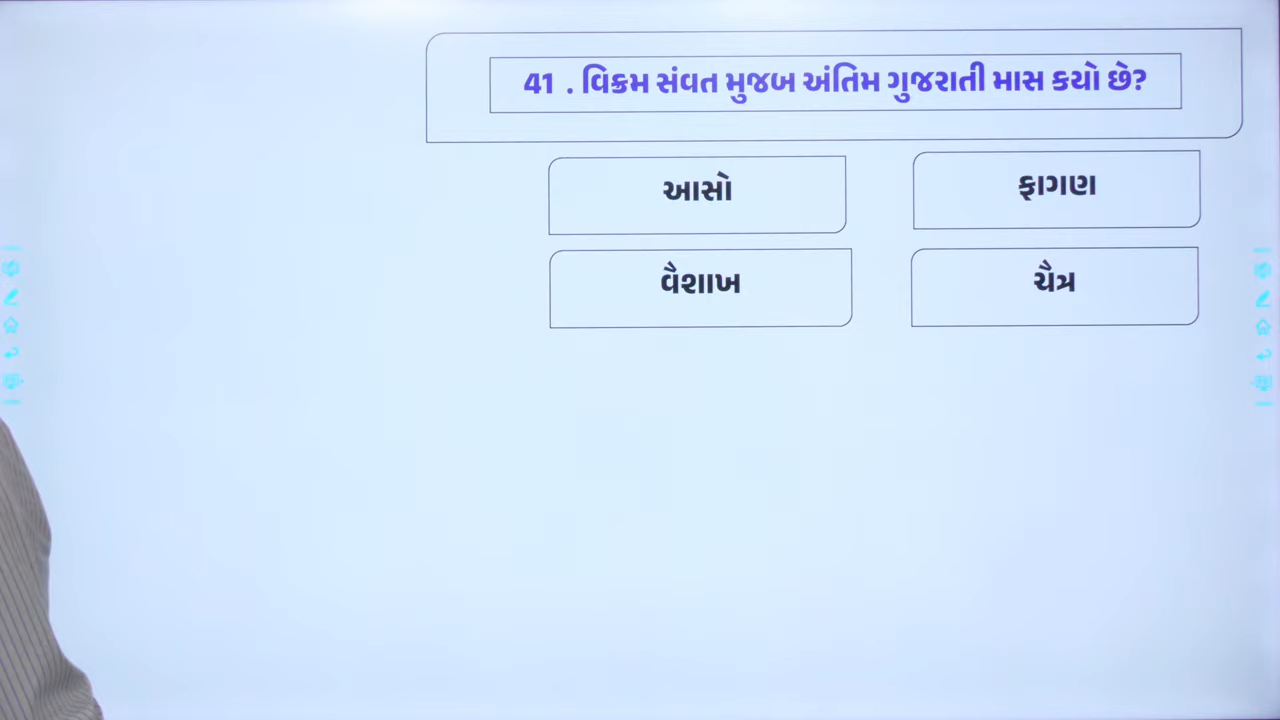 41 . વિક્રમ સંવત મુજબ અંતિમ ગુજરાતી માસ કયો છે?
આસો
ફાગણ
વૈશાખ
ચૈત્ર